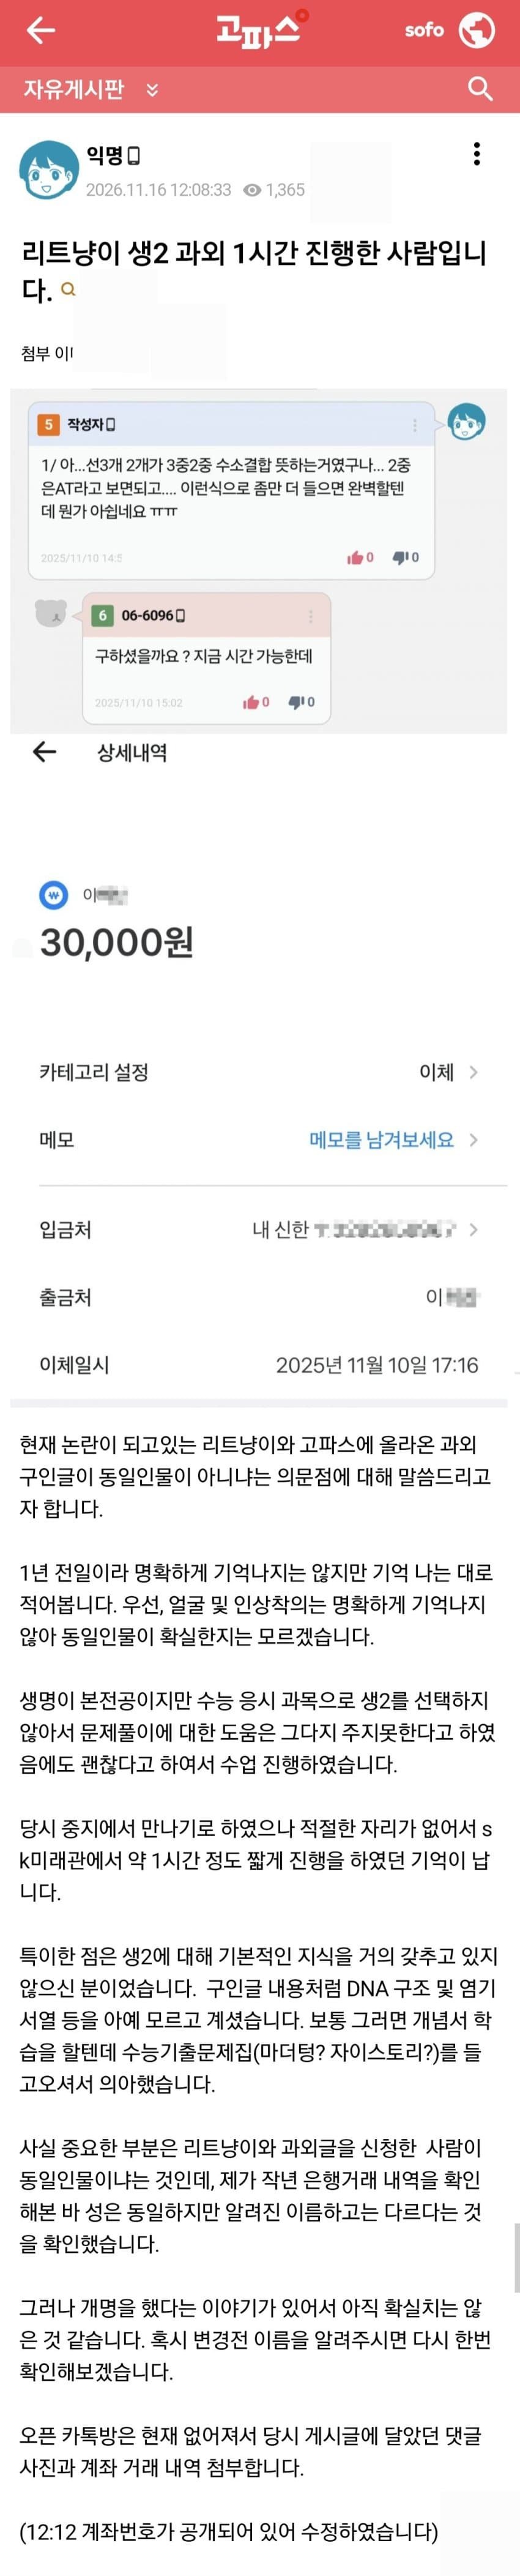 고파스
sofo
자유게시판
익명
2026.11.16 12:08:33 1,365
리트냥이 생2 과외 1시간 진행한 사람입니
다.
첨부
5 작성자
1/ 아...선3개 2개가 3중2중 수소결합 뜻하는거였구나... 2중
은AT라고 보면되고.... 이런식으로 좀만 더 들으면 완벽할텐
데 뭔가 아쉽네요 ㅠㅠ
2025/11/10 0 0
6 06-6096
구하셨을까요 ? 지금 시간 가능한데
2025/11/10 15:02 0 0
상세내역
이
30,000원
카테고리 설정 이체
메모 메모를 남겨보세요
입금처 내 신한
출금처 이
이체일시 2025년 11월 10일 17:16
현재 논란이 되고있는 리트냥이와 고파스에 올라온 과외
구인글이 동일인물이 아니냐는 의문점에 대해 말씀드리고
자 합니다.
1년 전일이라 명확하게 기억나지는 않지만 기억 나는 대로
적어봅니다. 우선, 얼굴 및 인상착의는 명확하게 기억나지
않아 동일인물이 확실한지는 모르겠습니다.
생명이 본전공이지만 수능 응시 과목으로 생2를 선택하지
않아서 문제풀이에 대한 도움은 그다지 주지못한다고 하였
음에도 괜찮다고 하여서 수업 진행하였습니다.
당시 중지에서 만나기로 하였으나 적절한 자리가 없어서 s
k미래관에서 약 1시간 정도 짧게 진행을 하였던 기억이 납
니다.
특이한 점은 생2에 대해 기본적인 지식을 거의 갖추고 있지
않으신 분이었습니다. 구인글 내용처럼 DNA 구조 및 염기
서열 등을 아예 모르고 계셨습니다. 보통 그러면 개념서 학
습을 할텐데 수능기출문제집(마더텅? 자이스토리?)를 들
고오셔서 의아했습니다.
사실 중요한 부분은 리트냥이와 과외글을 신청한 사람이
동일인물이냐는 것인데, 제가 작년 은행거래 내역을 확인
해본 바 성은 동일하지만 알려진 이름하고는 다르다는 것
을 확인했습니다.
그러나 개명을 했다는 이야기가 있어서 아직 확실치는 않
은 것 같습니다. 혹시 변경전 이름을 알려주시면 다시 한번
확인해보겠습니다.
오픈 카톡방은 현재 없어져서 당시 게시글에 달았던 댓글
사진과 계좌 거래 내역 첨부합니다.
(12:12 계좌번호가 공개되어 있어 수정하였습니다)